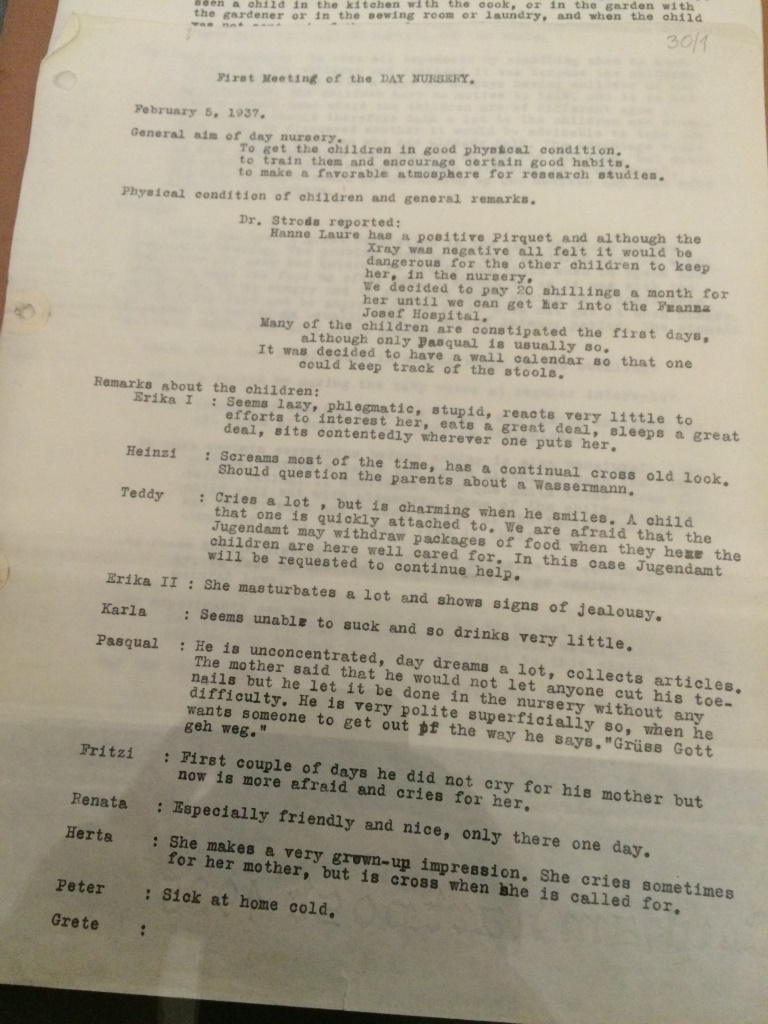 seen a child in the kitchen with the cook, or in the garden with
the gardener or in the sewing room or laundry, and when the child
30/1
First Meeting of the DAY NURSERY.
February 5, 1937.
General aim of day nursery.
To get the children in good physical condition.
to train them and encourage certain good habits.
to make a favorable atmosphere for research studies.
Physical condition of children and general remarks.
Dr. Stross reported:
Hanne Laure has a positive Pirquet and although the
Xray was negative all felt it would be
dangerous for the other children to keep
her, in the nursery,
We decided to pay 20 shillings a month for
her until we can get her into the Franns
Josef Hospital.
Many of the children are constipated the first days,
although only Pasqual is usually so.
It was decided to have a wall calendar so that one
could keep track of the stools.
Remarks about the children:
Erika I : Seems lazy, phlegmatic, stupid, reacts very little to
efforts to interest her, eats a great deal, sleeps a great
deal, sits contentedly wherever one puts her.
Heinzi : Screams most of the time, has a continual cross old look.
Should question the parents about a Wassermann.
Teddy : Cries a lot , but is charming when he smiles. A child
that one is quickly attached to. We are afraid that the
Jugendamt may withdraw packages of food when they hear the
children are here well cared for. In this case Jugendamt
will be requested to continue help.
Erika II : She masturbates a lot and shows signs of jealousy.
Karla : Seems unable to suck and so drinks very little.
Pasqual : He is unconcentrated, day dreams a lot, collects articles.
The mother said that he would not let anyone cut his toe-
nails but he let it be done in the nursery without any
difficulty. He is very polite superficially so, when he
wants someone to get out of the way he says."Grüss Gott
geh weg."
Fritzi : First couple of days he did not cry for his mother but
now is more afraid and cries for her.
Renata : Especially friendly and nice, only there one day.
Herta : She makes a very grown-up impression. She cries sometimes
for her mother, but is cross when she is called for.
Peter : Sick at home cold.
Grete :